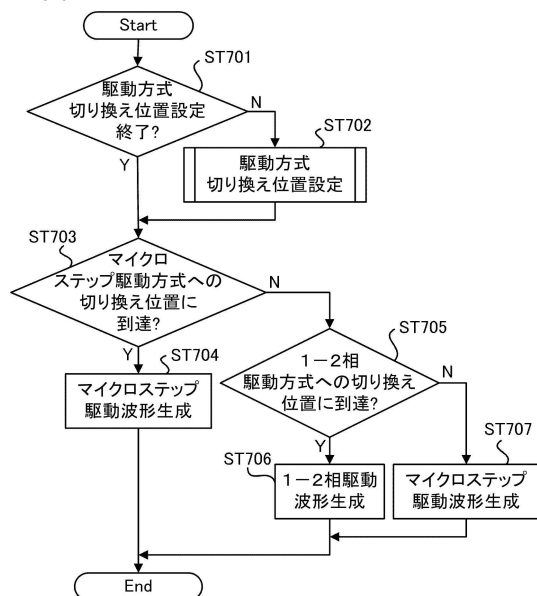 Start
ST701
駆動方式
切り換え位置設定
終了?
N
Y
ST702
駆動方式
切り換え位置設定
ST703
マイクロ
ステップ駆動方式への
切り換え位置に
到達?
N
Y
ST704
マイクロステップ
駆動波形生成
ST705
1-2相
駆動方式への切り換え
位置に到達?
N
Y
ST706
1-2相駆動
波形生成
ST707
マイクロステップ
駆動波形生成
End